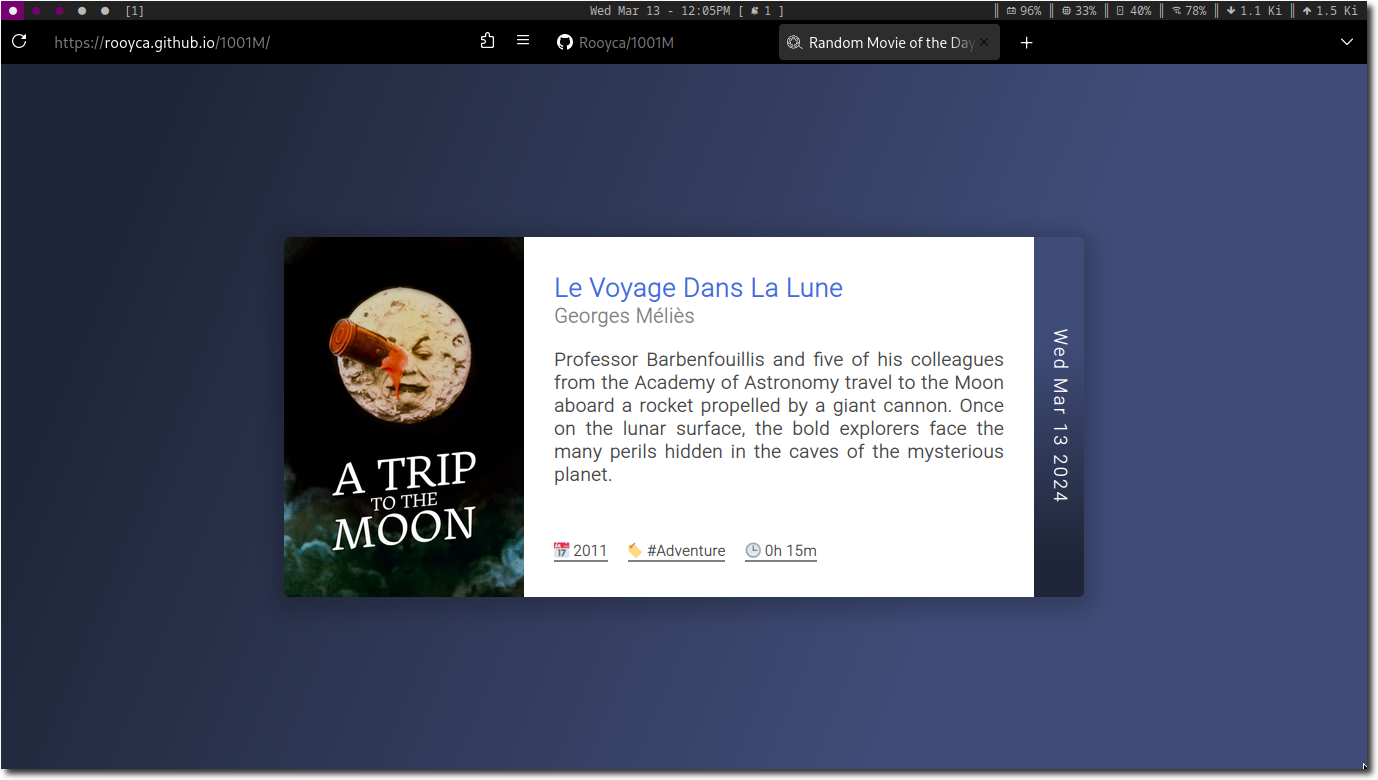 [1]
Wed Mar 13 - 12:05PM [ 1 ]
96% 33% 40% 78% 1.1 Ki 1.5 Ki
https://rooyca.github.io/1001M/
Rooyca/1001M
Random Movie of the Day
A TRIP
TO THE
MOON
Le Voyage Dans La Lune
Georges Méliès
Professor Barbenfouillis and five of his colleagues
from the Academy of Astronomy travel to the Moon
aboard a rocket propelled by a giant cannon. Once
on the lunar surface, the bold explorers face the
many perils hidden in the caves of the mysterious
planet.
2011 #Adventure 0h 15m
Wed Mar 13 2024